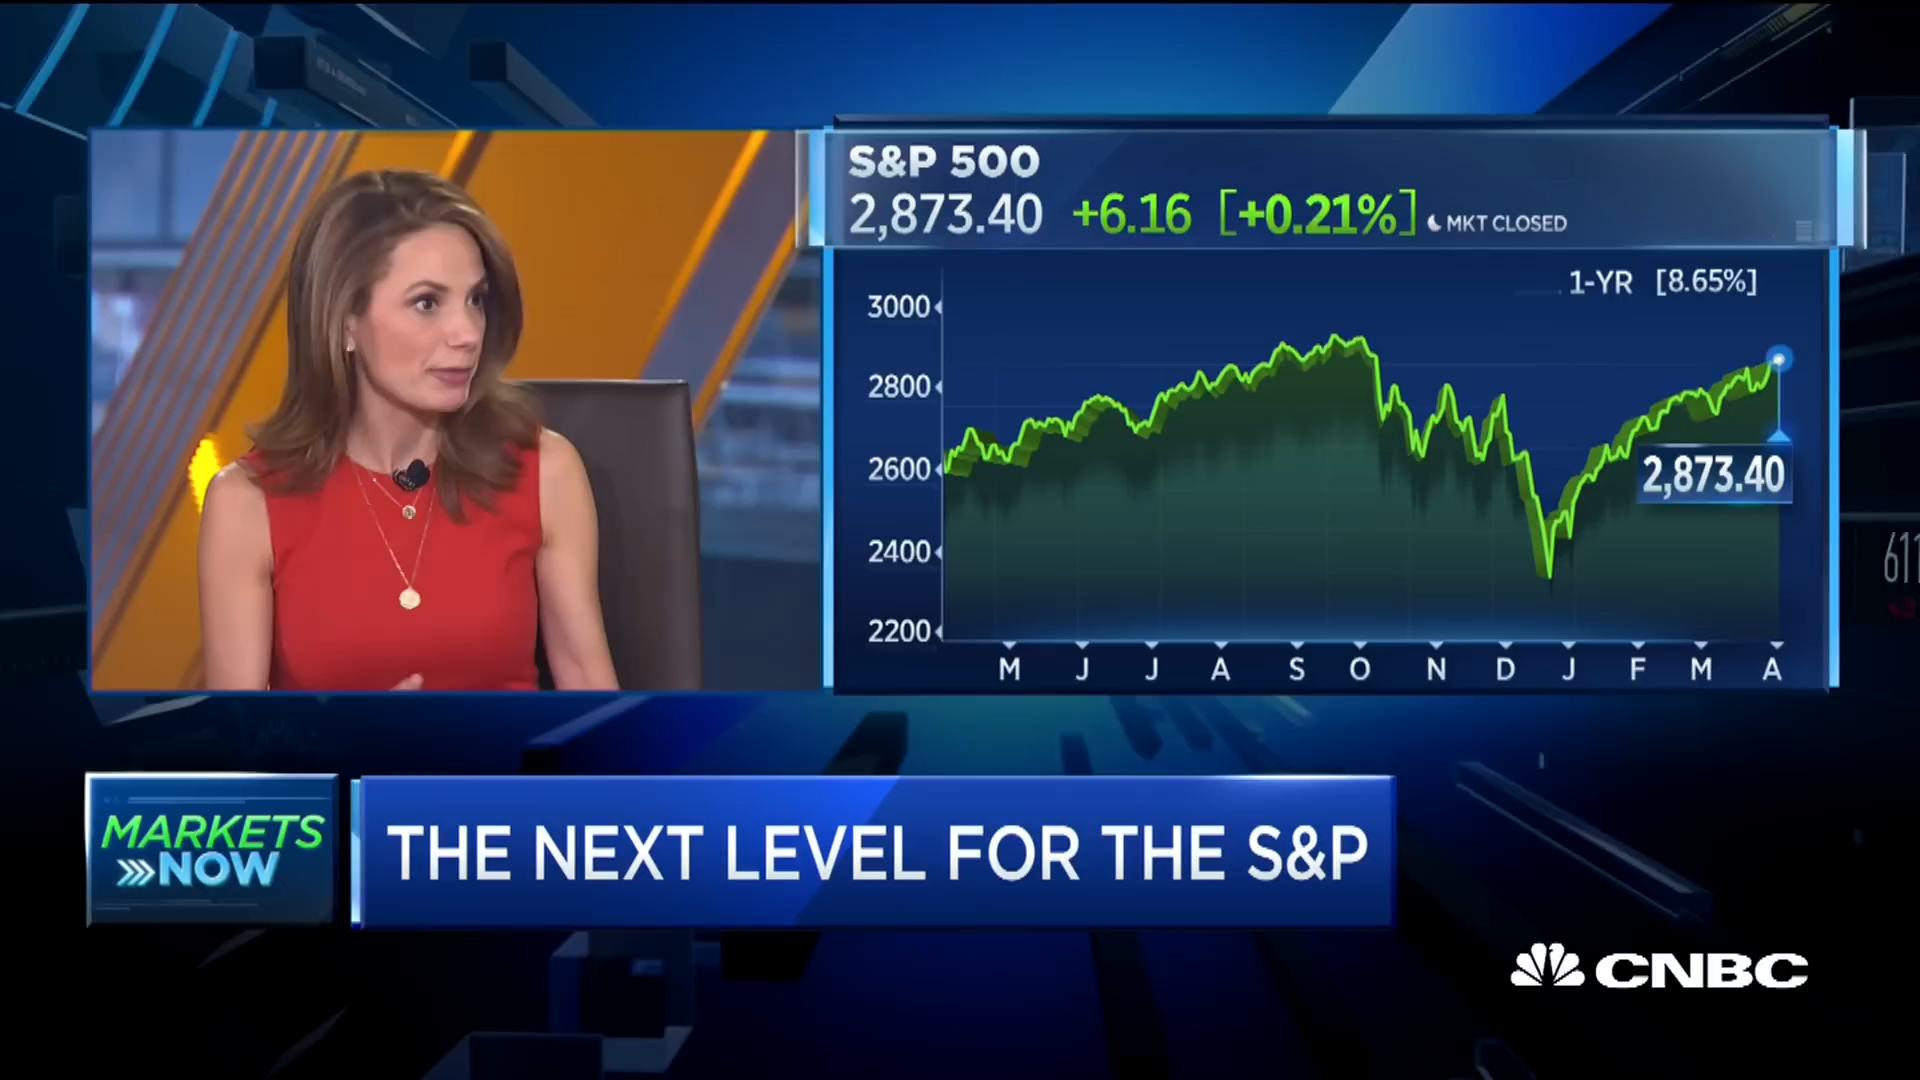 S&P 500
2,873.40 +6.16 [+0.21%] MKT CLOSED
1-YR [8.65%]
3000
2800
2600
2400
2200
2,873.40
M J J A S O N D J F M A
611
MARKETS
NOW
THE NEXT LEVEL FOR THE S&P
CNBC